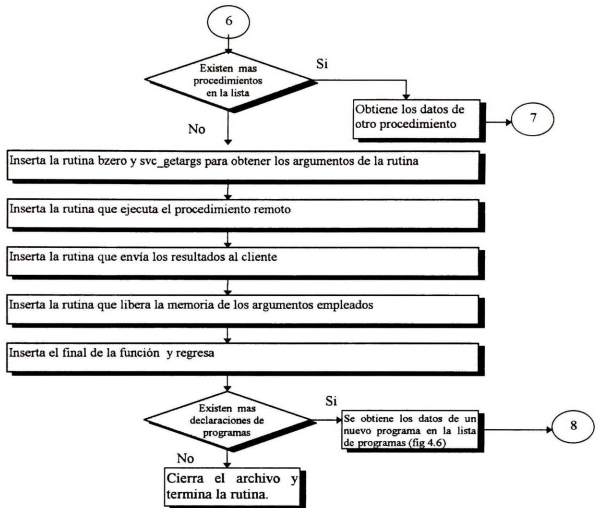 6
Existen mas
procedimientos
en la lista
Si
Obtiene los datos de
otro procedimiento
7
No
Inserta la rutina bzero y svc_getargs para obtener los argumentos de la rutina
Inserta la rutina que ejecuta el procedimiento remoto
Inserta la rutina que envía los resultados al cliente
Inserta la rutina que libera la memoria de los argumentos empleados
Inserta el final de la función y regresa
Existen mas
declaraciones de
programas
Si
Se obtiene los datos de un
nuevo programa en la lista
de programas (fig 4.6)
8
No
Cierra el archivo y
termina la rutina.